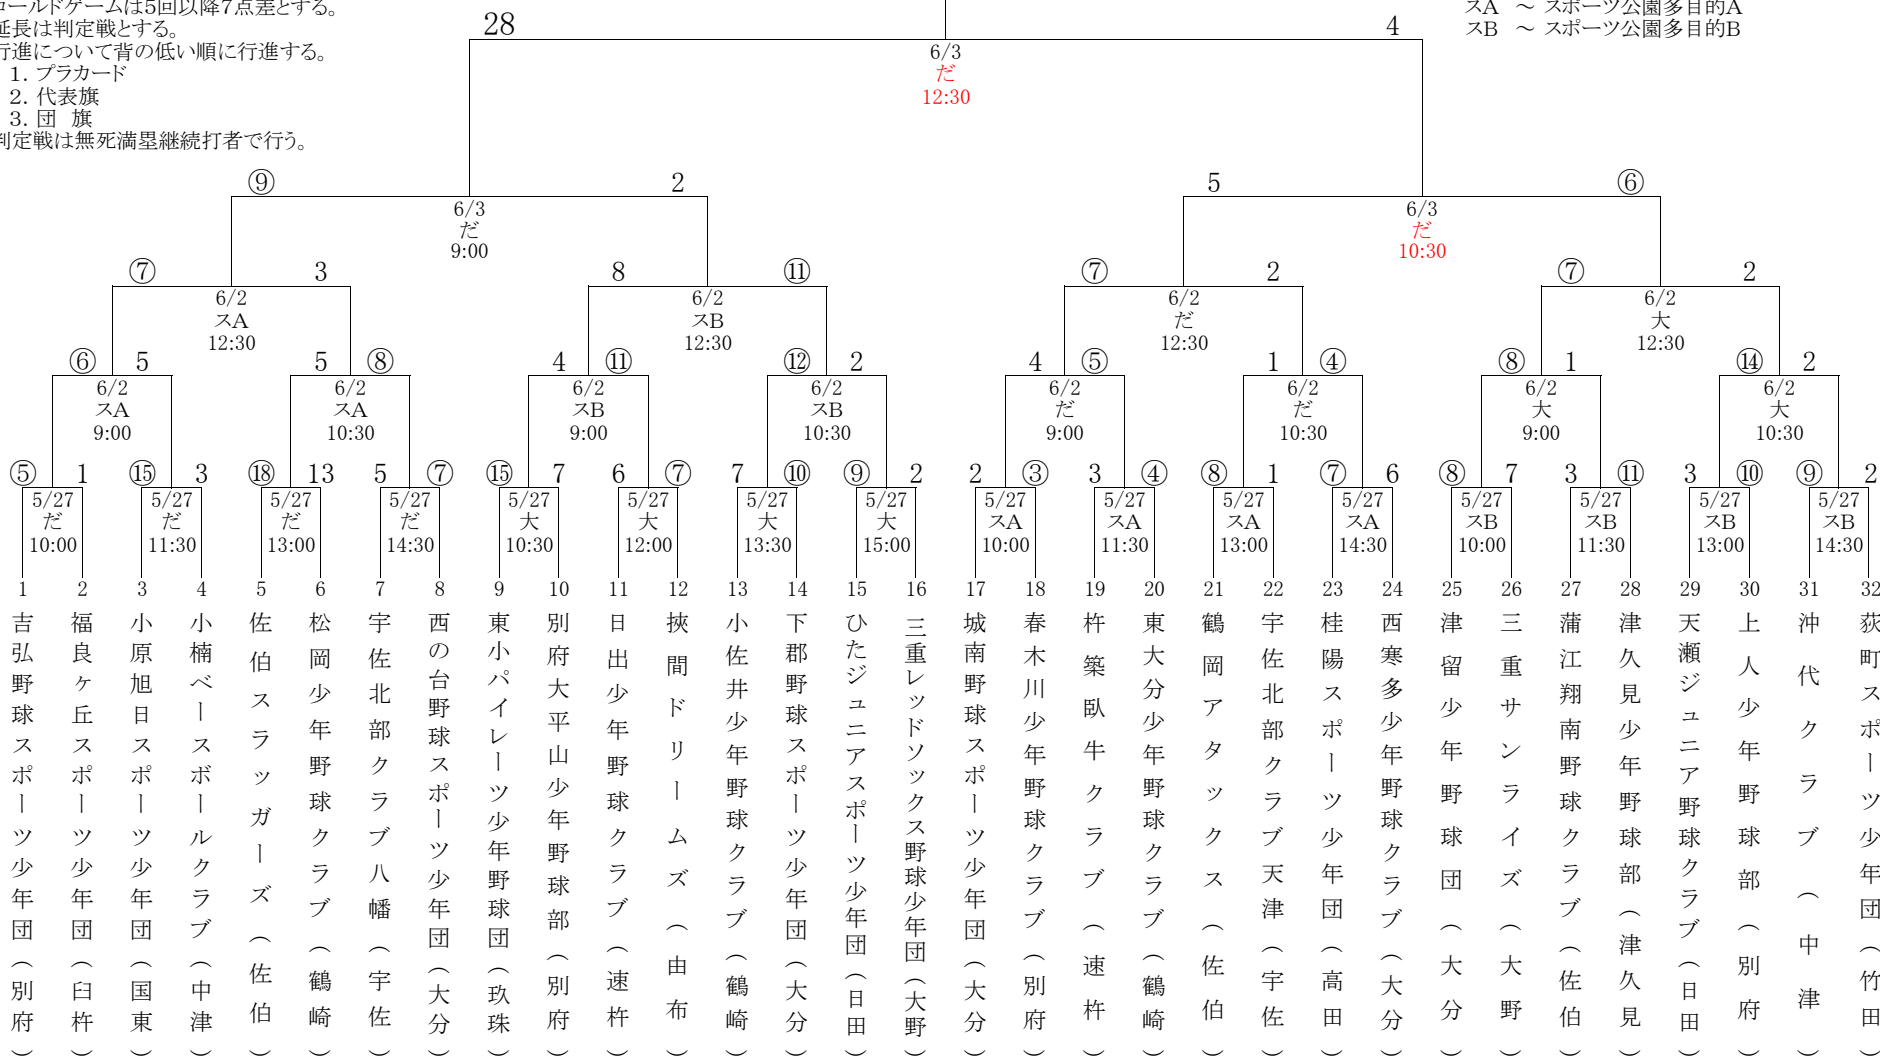 コールドゲームは5回以降7点差とする。
延長は判定戦とする。
行進について背の低い順に行進する。
1. プラカード
2. 代表旗
3. 団　旗
判定戦は無死満塁継続打者で行う。
スA ～ スポーツ公園多目的A
スB ～ スポーツ公園多目的B
28 4
6/3
だ
12:30
⑨ 2 5 ⑥
6/3 6/3
だ だ
9:00 10:30
⑦ 3 8 ⑪ ⑦ 2 ⑦ 2
6/2 6/2 6/2 6/2
スA スB だ 大
12:30 12:30 12:30 12:30
⑥ 5 5 ⑧ 4 ⑪ ⑫ 2 4 ⑤ 1 ④ ⑧ 1 ⑭ 2
6/2 6/2 6/2 6/2 6/2 6/2 6/2 6/2
スA スA スB スB だ だ 大 大
9:00 10:30 9:00 10:30 9:00 10:30 9:00 10:30
⑤ 1 ⑮ 3 ⑱ 13 5 ⑦ ⑮ 7 6 ⑦ 7 ⑩ ⑨ 2 2 ③ 3 ④ ⑧ 1 ⑦ 6 ⑧ 7 3 ⑪ 3 ⑩ ⑨ 2
5/27 5/27 5/27 5/27 5/27 5/27 5/27 5/27 5/27 5/27 5/27 5/27 5/27 5/27 5/27 5/27
だ だ だ だ 大 大 大 大 スA スA スA スA スB スB スB スB
10:00 11:30 13:00 14:30 10:30 12:00 13:30 15:00 10:00 11:30 13:00 14:30 10:00 11:30 13:00 14:30
1 2 3 4 5 6 7 8 9 10 11 12 13 14 15 16 17 18 19 20 21 22 23 24 25 26 27 28 29 30 31 32
吉弘野球スポーツ少年団（別府）
福良ヶ丘スポーツ少年団（臼杵）
小原旭日スポーツ少年団（国東）
小楠ベースボールクラブ（中津）
佐伯スラッガーズ（佐伯）
松岡少年野球クラブ（鶴崎）
宇佐北部クラブ八幡（宇佐）
西の台野球スポーツ少年団（大分）
東小パイレーツ少年野球団（玖珠）
別府大平山少年野球部（別府）
日出少年野球クラブ（速杵）
挾間ドリームズ（由布）
小佐井少年野球クラブ（鶴崎）
下郡野球スポーツ少年団（大分）
ひたジュニアスポーツ少年団（日田）
三重レッドソックス野球少年団（大野）
城南野球スポーツ少年団（大分）
春木川少年野球クラブ（別府）
杵築臥牛クラブ（速杵）
東大分少年野球クラブ（鶴崎）
鶴岡アタックス（佐伯）
宇佐北部クラブ天津（宇佐）
桂陽スポーツ少年団（高田）
西寒多少年野球クラブ（大分）
津留少年野球団（大分）
三重サンライズ（大野）
蒲江翔南野球クラブ（佐伯）
津久見少年野球部（津久見）
天瀬ジュニア野球クラブ（日田）
上人少年野球部（別府）
沖代クラブ（中津）
荻町スポーツ少年団（竹田）